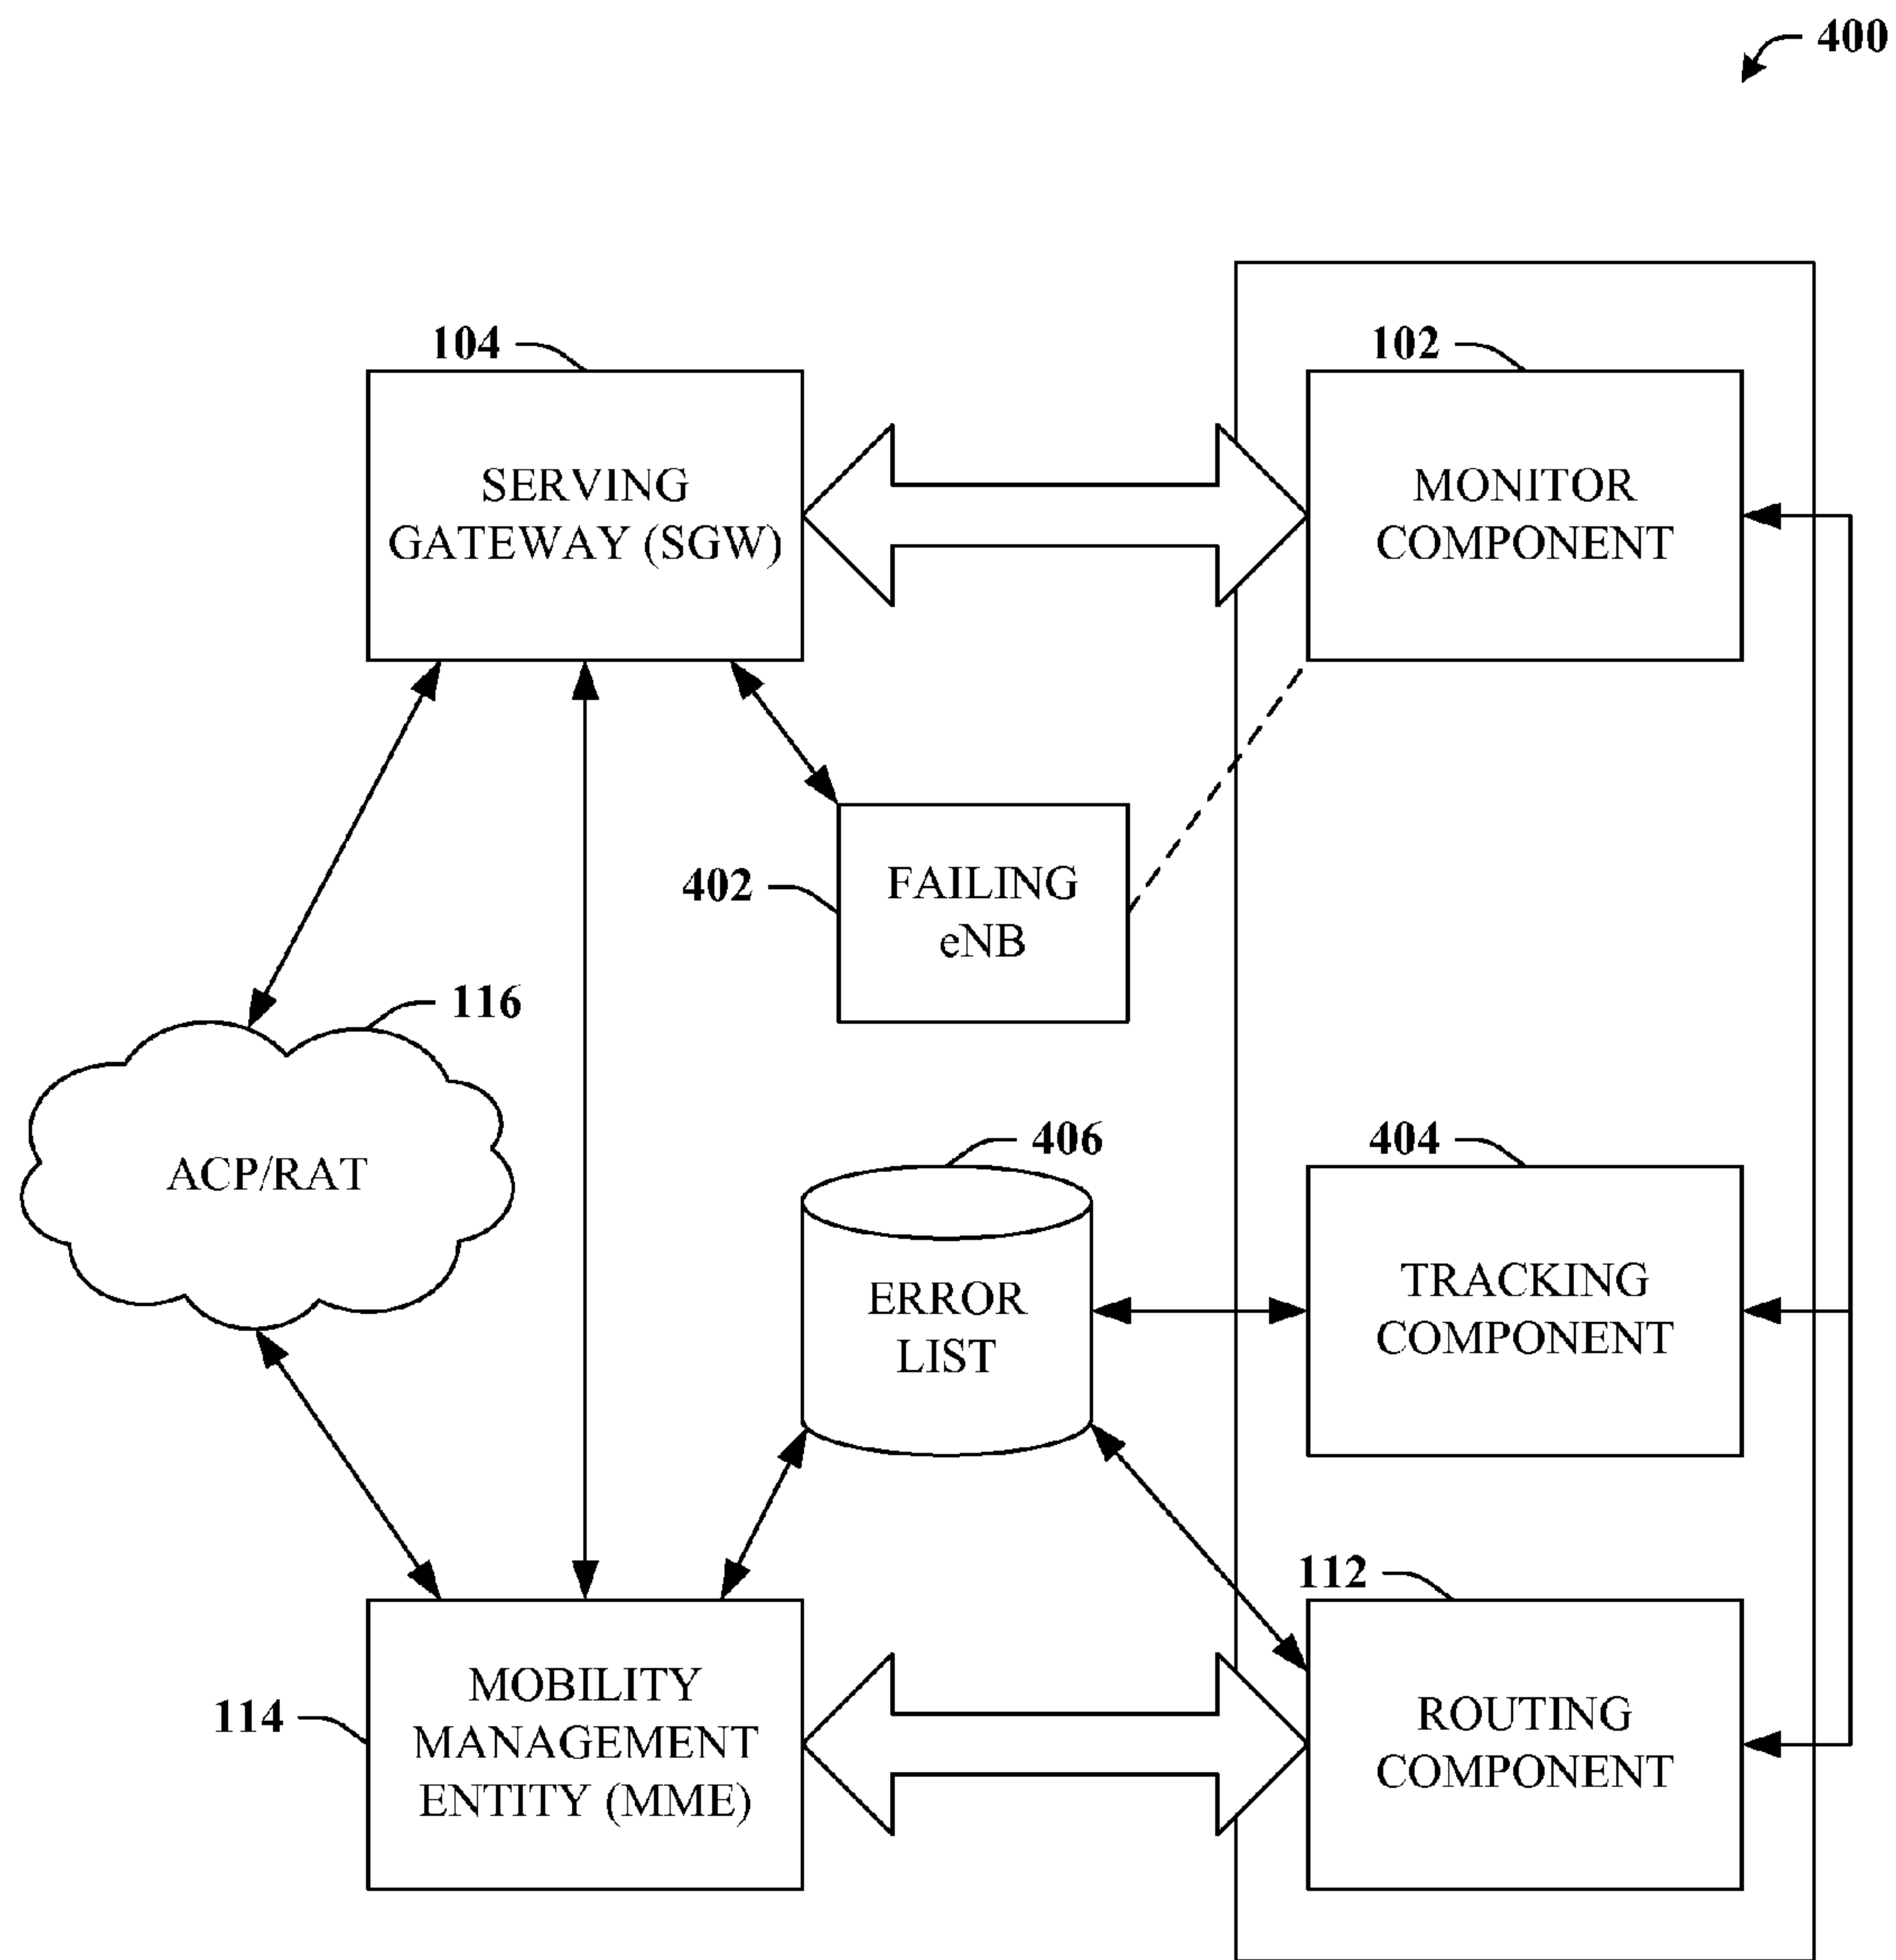 400
104
102
SERVING
GATEWAY (SGW)
MONITOR
COMPONENT
402
FAILING
eNB
116
ACP/RAT
406
404
ERROR
LIST
TRACKING
COMPONENT
112
114
MOBILITY
MANAGEMENT
ENTITY (MME)
ROUTING
COMPONENT